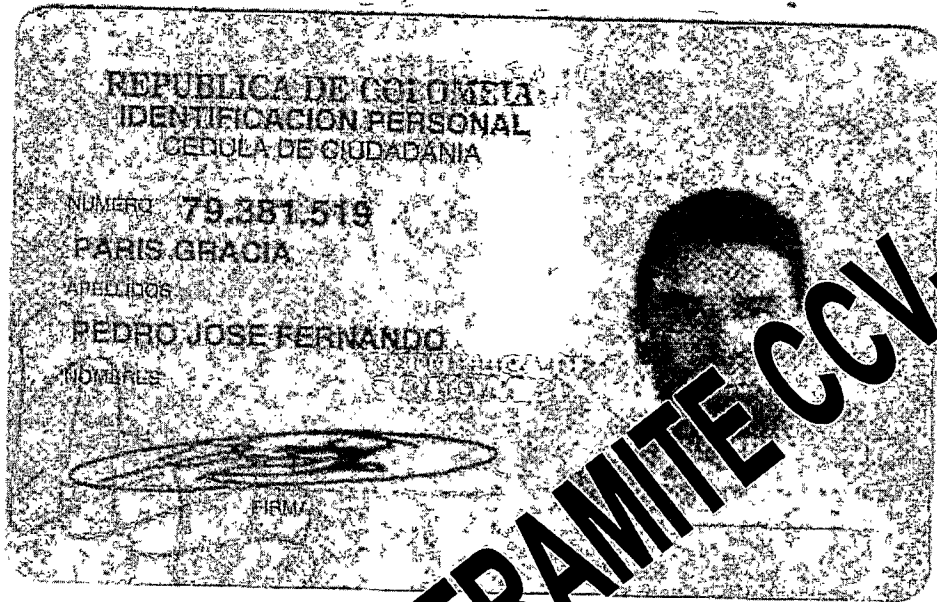 REPUBLICA DE COLOMBIA
IDENTIFICACION PERSONAL
CEDULA DE CIUDADANIA
NUMERO 79.381.519
PARIS GRACIA
APELLIDOS
PEDRO JOSE FERNANDO
NOMBRES
FIRMA
TRAMITE CCV-